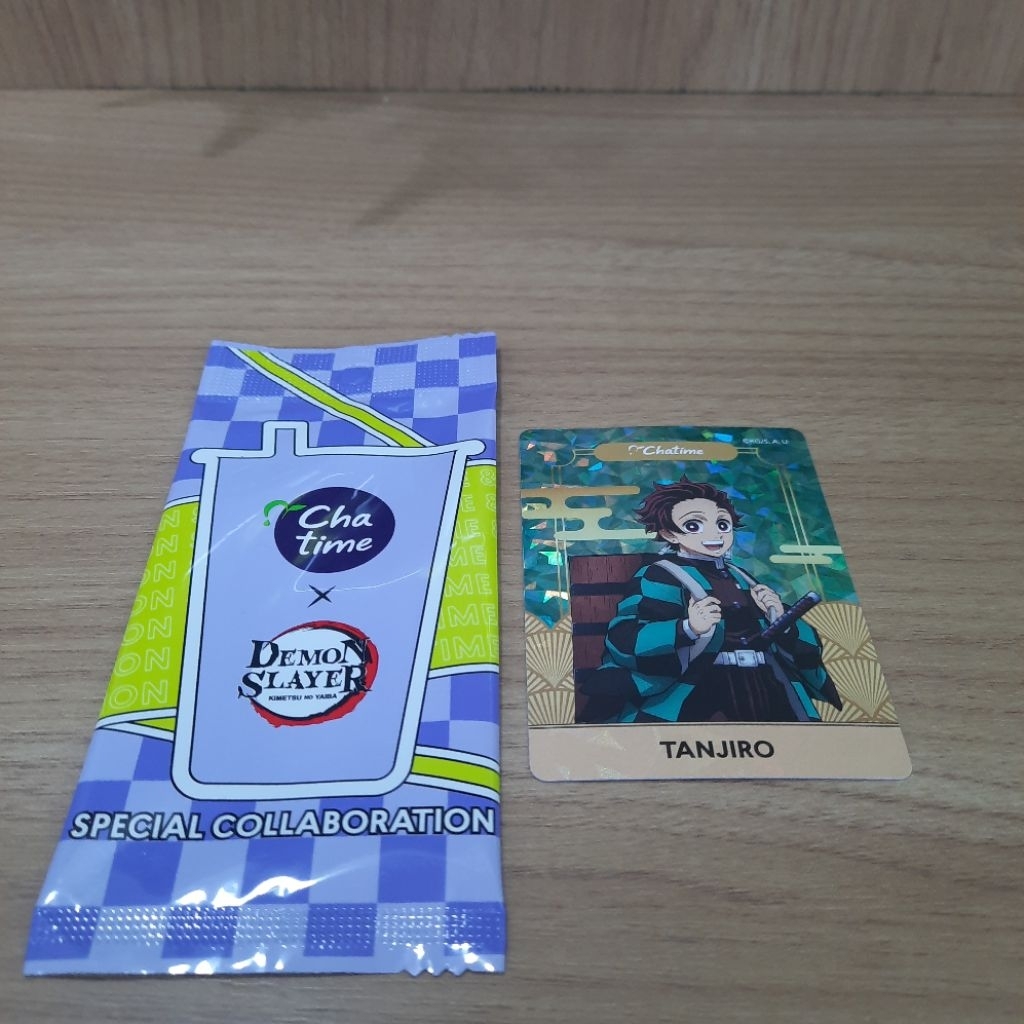 Cha
time
×
DEMON
SLAYER
KIMETSU NO YAIBA
SPECIAL COLLABORATION
Chatime
TANJIRO